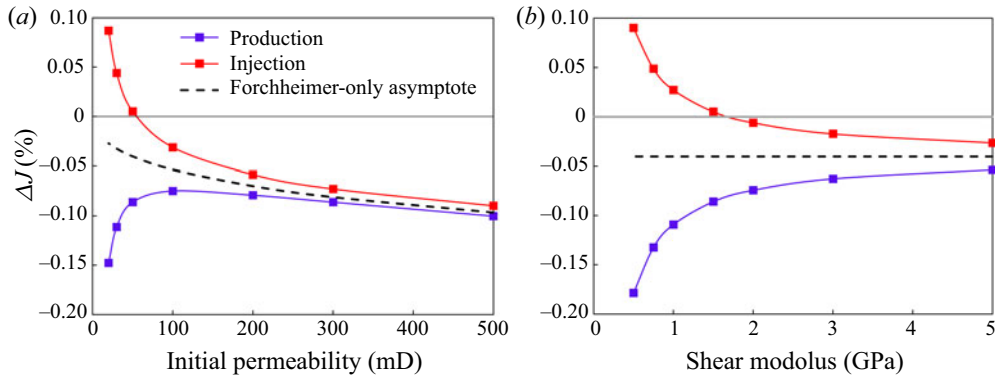 (a)
0.10
0.05
0
–0.05
–0.10
–0.15
–0.20
ΔJ (%)
Production
Injection
Forchheimer-only asymptote
0 100 200 300 400 500
Initial permeability (mD)
(b)
0.10
0.05
0
–0.05
–0.10
–0.15
–0.20
0 1 2 3 4 5
Shear modolus (GPa)